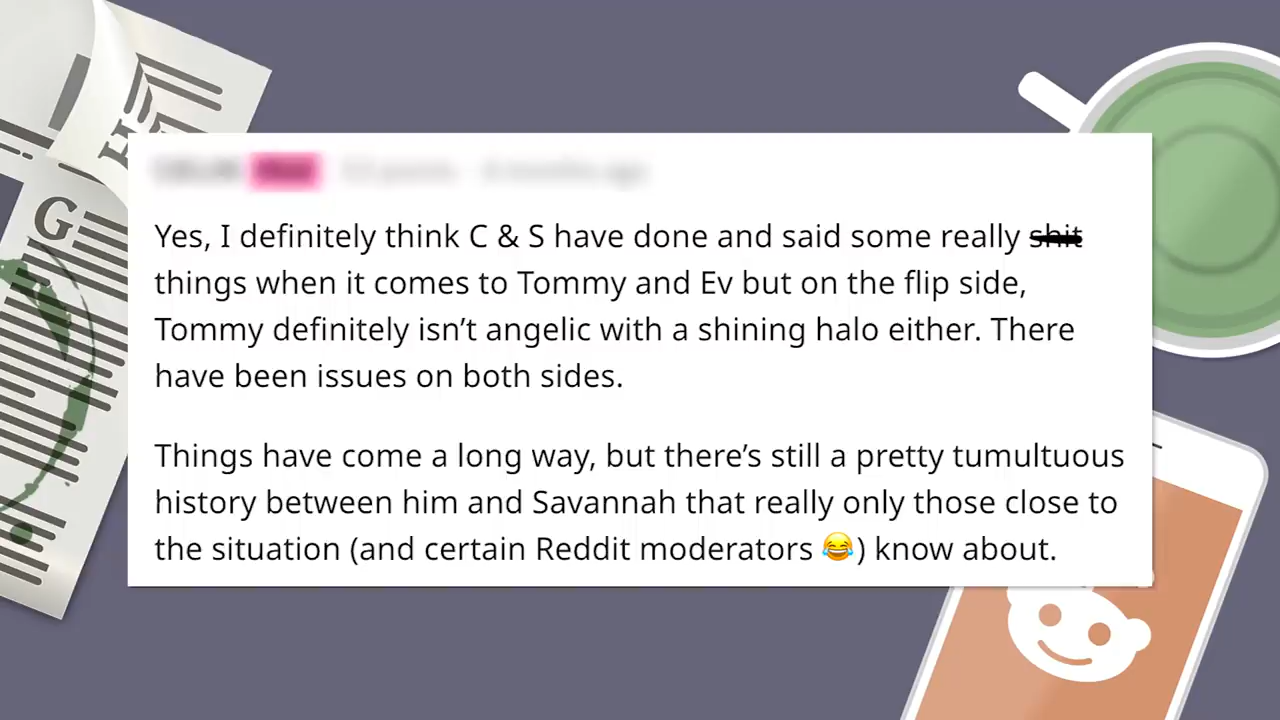 Yes, I definitely think C & S have done and said some really shit
things when it comes to Tommy and Ev but on the flip side,
Tommy definitely isn’t angelic with a shining halo either. There
have been issues on both sides.
Things have come a long way, but there’s still a pretty tumultuous
history between him and Savannah that really only those close to
the situation (and certain Reddit moderators 😂) know about.
G